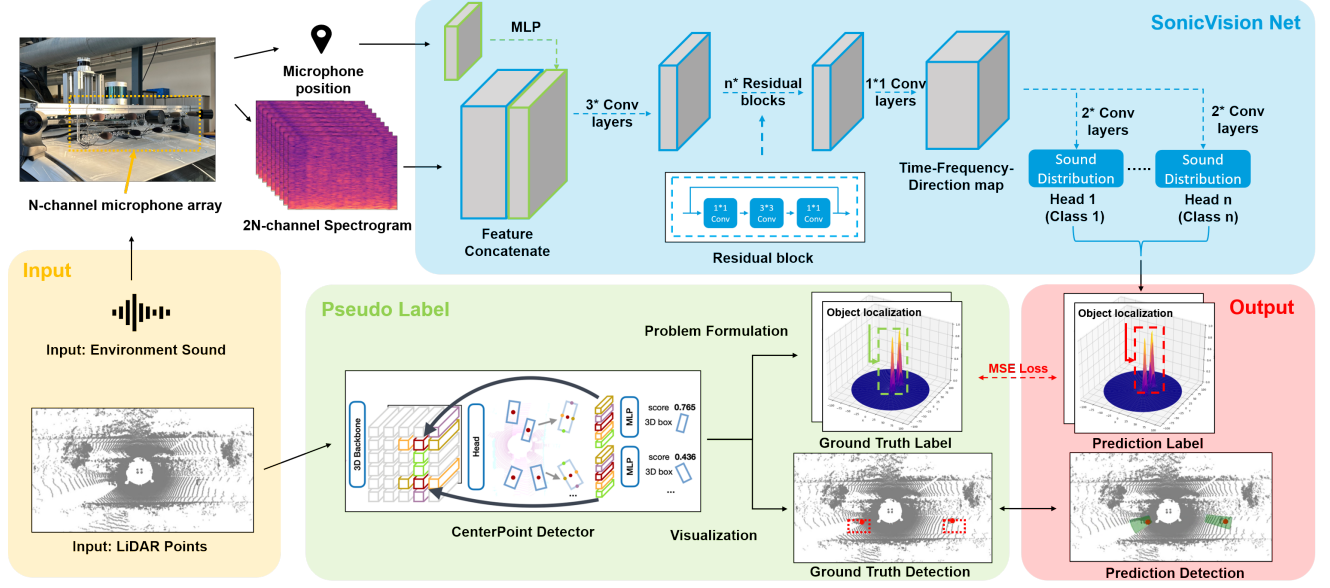 SonicVision Net
MLP
Microphone
position
3* Conv
layers
n* Residual
blocks
1*1 Conv
layers
2* Conv
layers
2* Conv
layers
Time-Frequency-
Direction map
Sound
Distribution
.....
Sound
Distribution
Head 1
(Class 1)
Head n
(Class n)
N-channel microphone array
2N-channel Spectrogram
Feature
Concatenate
1*1
Conv
3*3
Conv
1*1
Conv
Residual block
Input
Input: Environment Sound
Input: LiDAR Points
Pseudo Label
Problem Formulation
Object localization
Ground Truth Label
3D Backbone
Head
MLP
score 0.765
3D box
MLP
score 0.436
3D box
...
...
CenterPoint Detector
Visualization
Ground Truth Detection
MSE Loss
Output
Object localization
Prediction Label
Prediction Detection